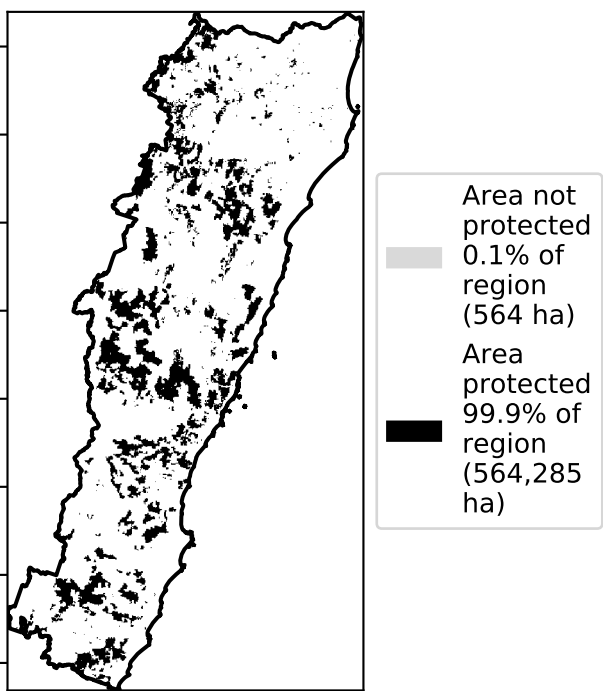 Area not
protected
0.1% of
region
(564 ha)
Area
protected
99.9% of
region
(564,285
ha)